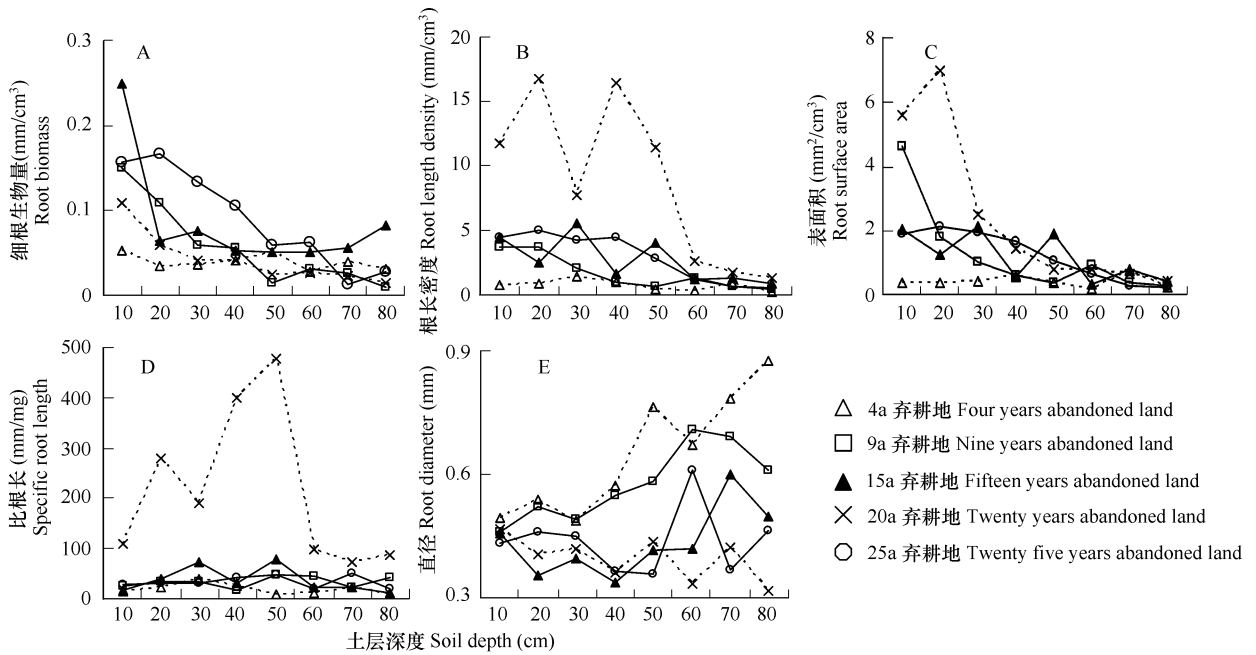 A
细根生物量(mm/cm³)
Root biomass
0.3
0.2
0.1
0
10 20 30 40 50 60 70 80
B
根长密度 Root length density (mm/cm³)
20
15
10
5
0
10 20 30 40 50 60 70 80
C
表面积 (mm²/cm³)
Root surface area
8
6
4
2
0
10 20 30 40 50 60 70 80
D
比根长 (mm/mg)
Specific root length
500
400
300
200
100
0
10 20 30 40 50 60 70 80
E
直径 Root diameter (mm)
0.9
0.6
0.3
10 20 30 40 50 60 70 80
土层深度 Soil depth (cm)
4a 弃耕地 Four years abandoned land
9a 弃耕地 Nine years abandoned land
15a 弃耕地 Fifteen years abandoned land
20a 弃耕地 Twenty years abandoned land
25a 弃耕地 Twenty five years abandoned land